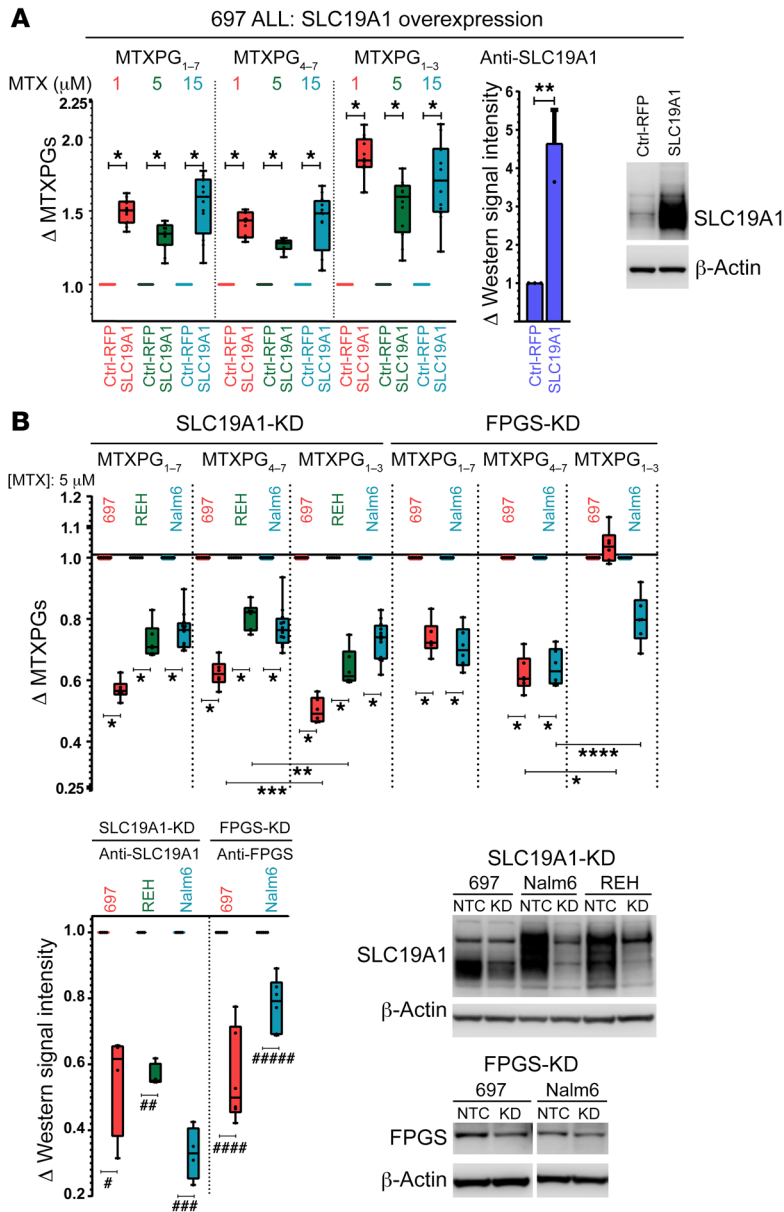 A
697 ALL: SLC19A1 overexpression
MTXPG1–7 MTXPG4–7 MTXPG1–3 Anti-SLC19A1
MTX (μM) 1 5 15 1 5 15 1 5 15
2.25
2.0
1.5
1.0
Δ MTXPGs
* * * * * * * * *
Ctrl-RFP SLC19A1 Ctrl-RFP SLC19A1 Ctrl-RFP SLC19A1 Ctrl-RFP SLC19A1 Ctrl-RFP SLC19A1 Ctrl-RFP SLC19A1 Ctrl-RFP SLC19A1 Ctrl-RFP SLC19A1 Ctrl-RFP SLC19A1
Δ Western signal intensity
6
5
4
3
2
1
0
**
Ctrl-RFP SLC19A1
Ctrl-RFP SLC19A1
SLC19A1
β-Actin
B
SLC19A1-KD FPGS-KD
MTXPG1–7 MTXPG4–7 MTXPG1–3 MTXPG1–7 MTXPG4–7 MTXPG1–3
[MTX]: 5 μM
697 REH Nalm6 697 REH Nalm6 697 REH Nalm6 697 Nalm6 697 Nalm6 697 Nalm6
1.2
1.1
1.0
0.8
0.6
0.4
0.25
Δ MTXPGs
* * * * * * * * * * * * *
****
**
*
***
SLC19A1-KD FPGS-KD
Anti-SLC19A1 Anti-FPGS
697 REH Nalm6 697 Nalm6
1.0
0.8
0.6
0.4
0.2
Δ Western signal intensity
#####
##
####
#
###
SLC19A1-KD
697 Nalm6 REH
NTC KD NTC KD NTC KD
SLC19A1
β-Actin
FPGS-KD
697 Nalm6
NTC KD NTC KD
FPGS
β-Actin